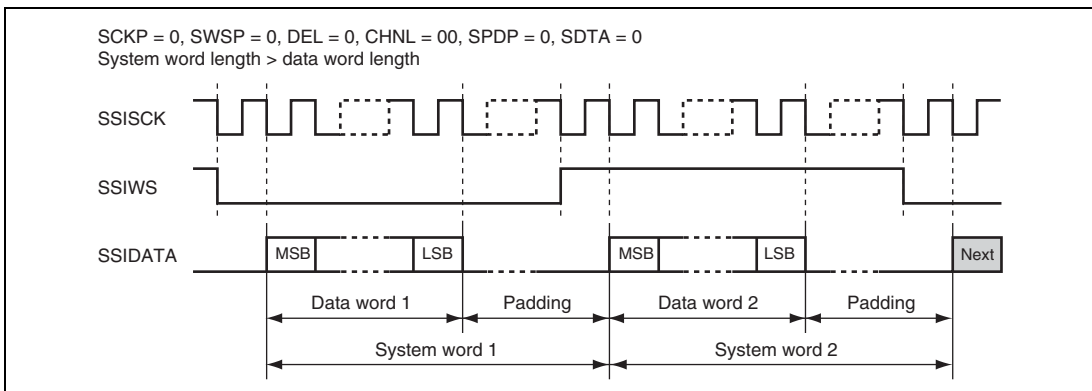 SCKP = 0, SWSP = 0, DEL = 0, CHNL = 00, SPDP = 0, SDTA = 0
System word length > data word length
SSISCK
SSIWS
SSIDATA
MSB
LSB
MSB
LSB
Next
Data word 1
Padding
Data word 2
Padding
System word 1
System word 2